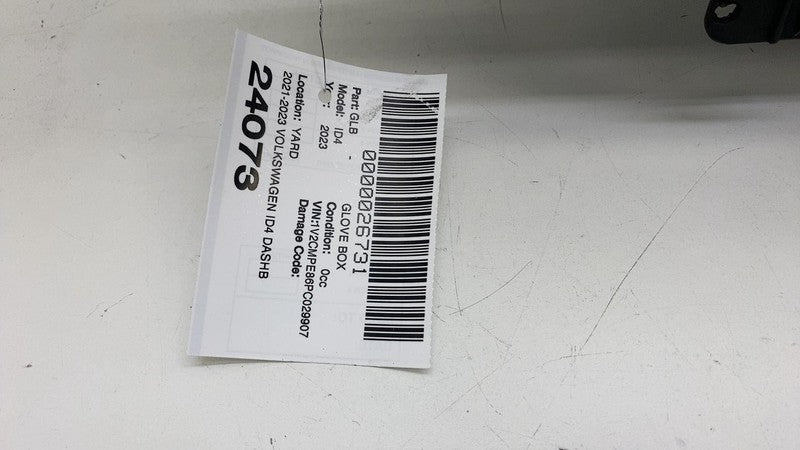 0000026731
Part: GLB - GLOVE BOX
Model: ID4 Condition: 0cc
2023 VIN:1V2CMPE86PC029907
Damage Code:
Location: YARD
2021-2023 VOLKSWAGEN ID4 DASHB
24073